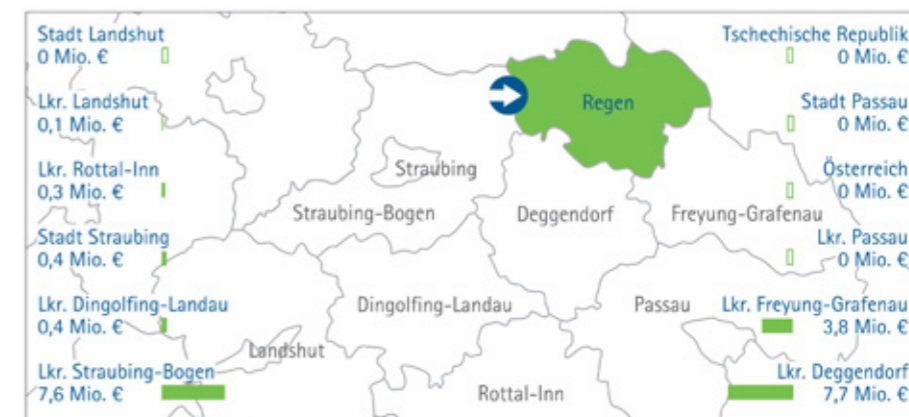 Stadt Landshut
0 Mio. €
Lkr. Landshut
0,1 Mio. €
Lkr. Rottal-Inn
0,3 Mio. €
Stadt Straubing
0,4 Mio. €
Lkr. Dingolfing-Landau
0,4 Mio. €
Lkr. Straubing-Bogen
7,6 Mio. €
Regen
Straubing
Straubing-Bogen
Deggendorf
Freyung-Grafenau
Dingolfing-Landau
Passau
Landshut
Rottal-Inn
Tschechische Republik
0 Mio. €
Stadt Passau
0 Mio. €
Österreich
0 Mio. €
Lkr. Passau
0 Mio. €
Lkr. Freyung-Grafenau
3,8 Mio. €
Lkr. Deggendorf
7,7 Mio. €